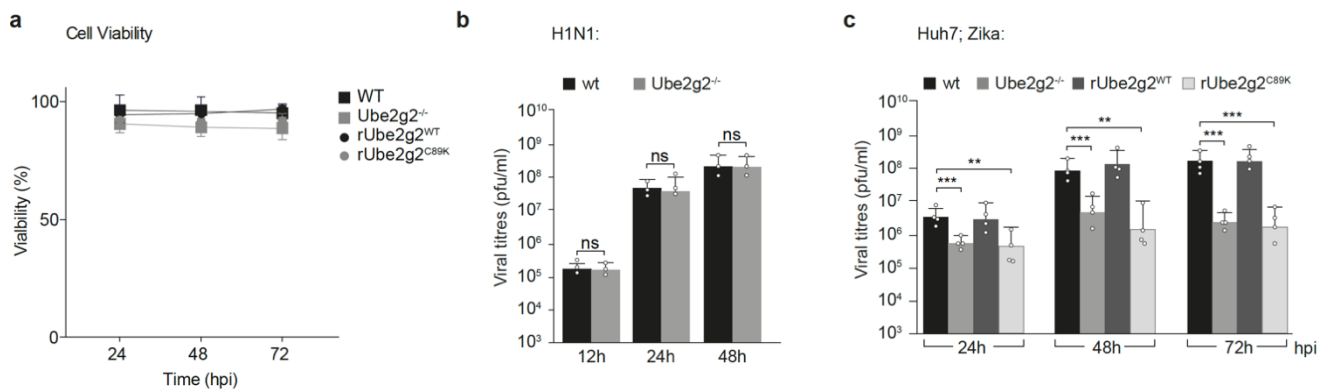 a
Cell Viability
Vialbility (%)
100
50
0
24 48 72
Time (hpi)
WT
Ube2g2-/-
rUbe2g2WT
rUbe2g2C89K
b
H1N1:
wt Ube2g2-/-
Viral titres (pfu/ml)
10^10
10^9
10^8
10^7
10^6
10^5
10^4
10^3
ns
ns
ns
12h 24h 48h
c
Huh7; Zika:
wt Ube2g2-/- rUbe2g2WT rUbe2g2C89K
Viral titres (pfu/ml)
10^10
10^9
10^8
10^7
10^6
10^5
10^4
10^3
**
***
**
***
***
***
24h 48h 72h hpi